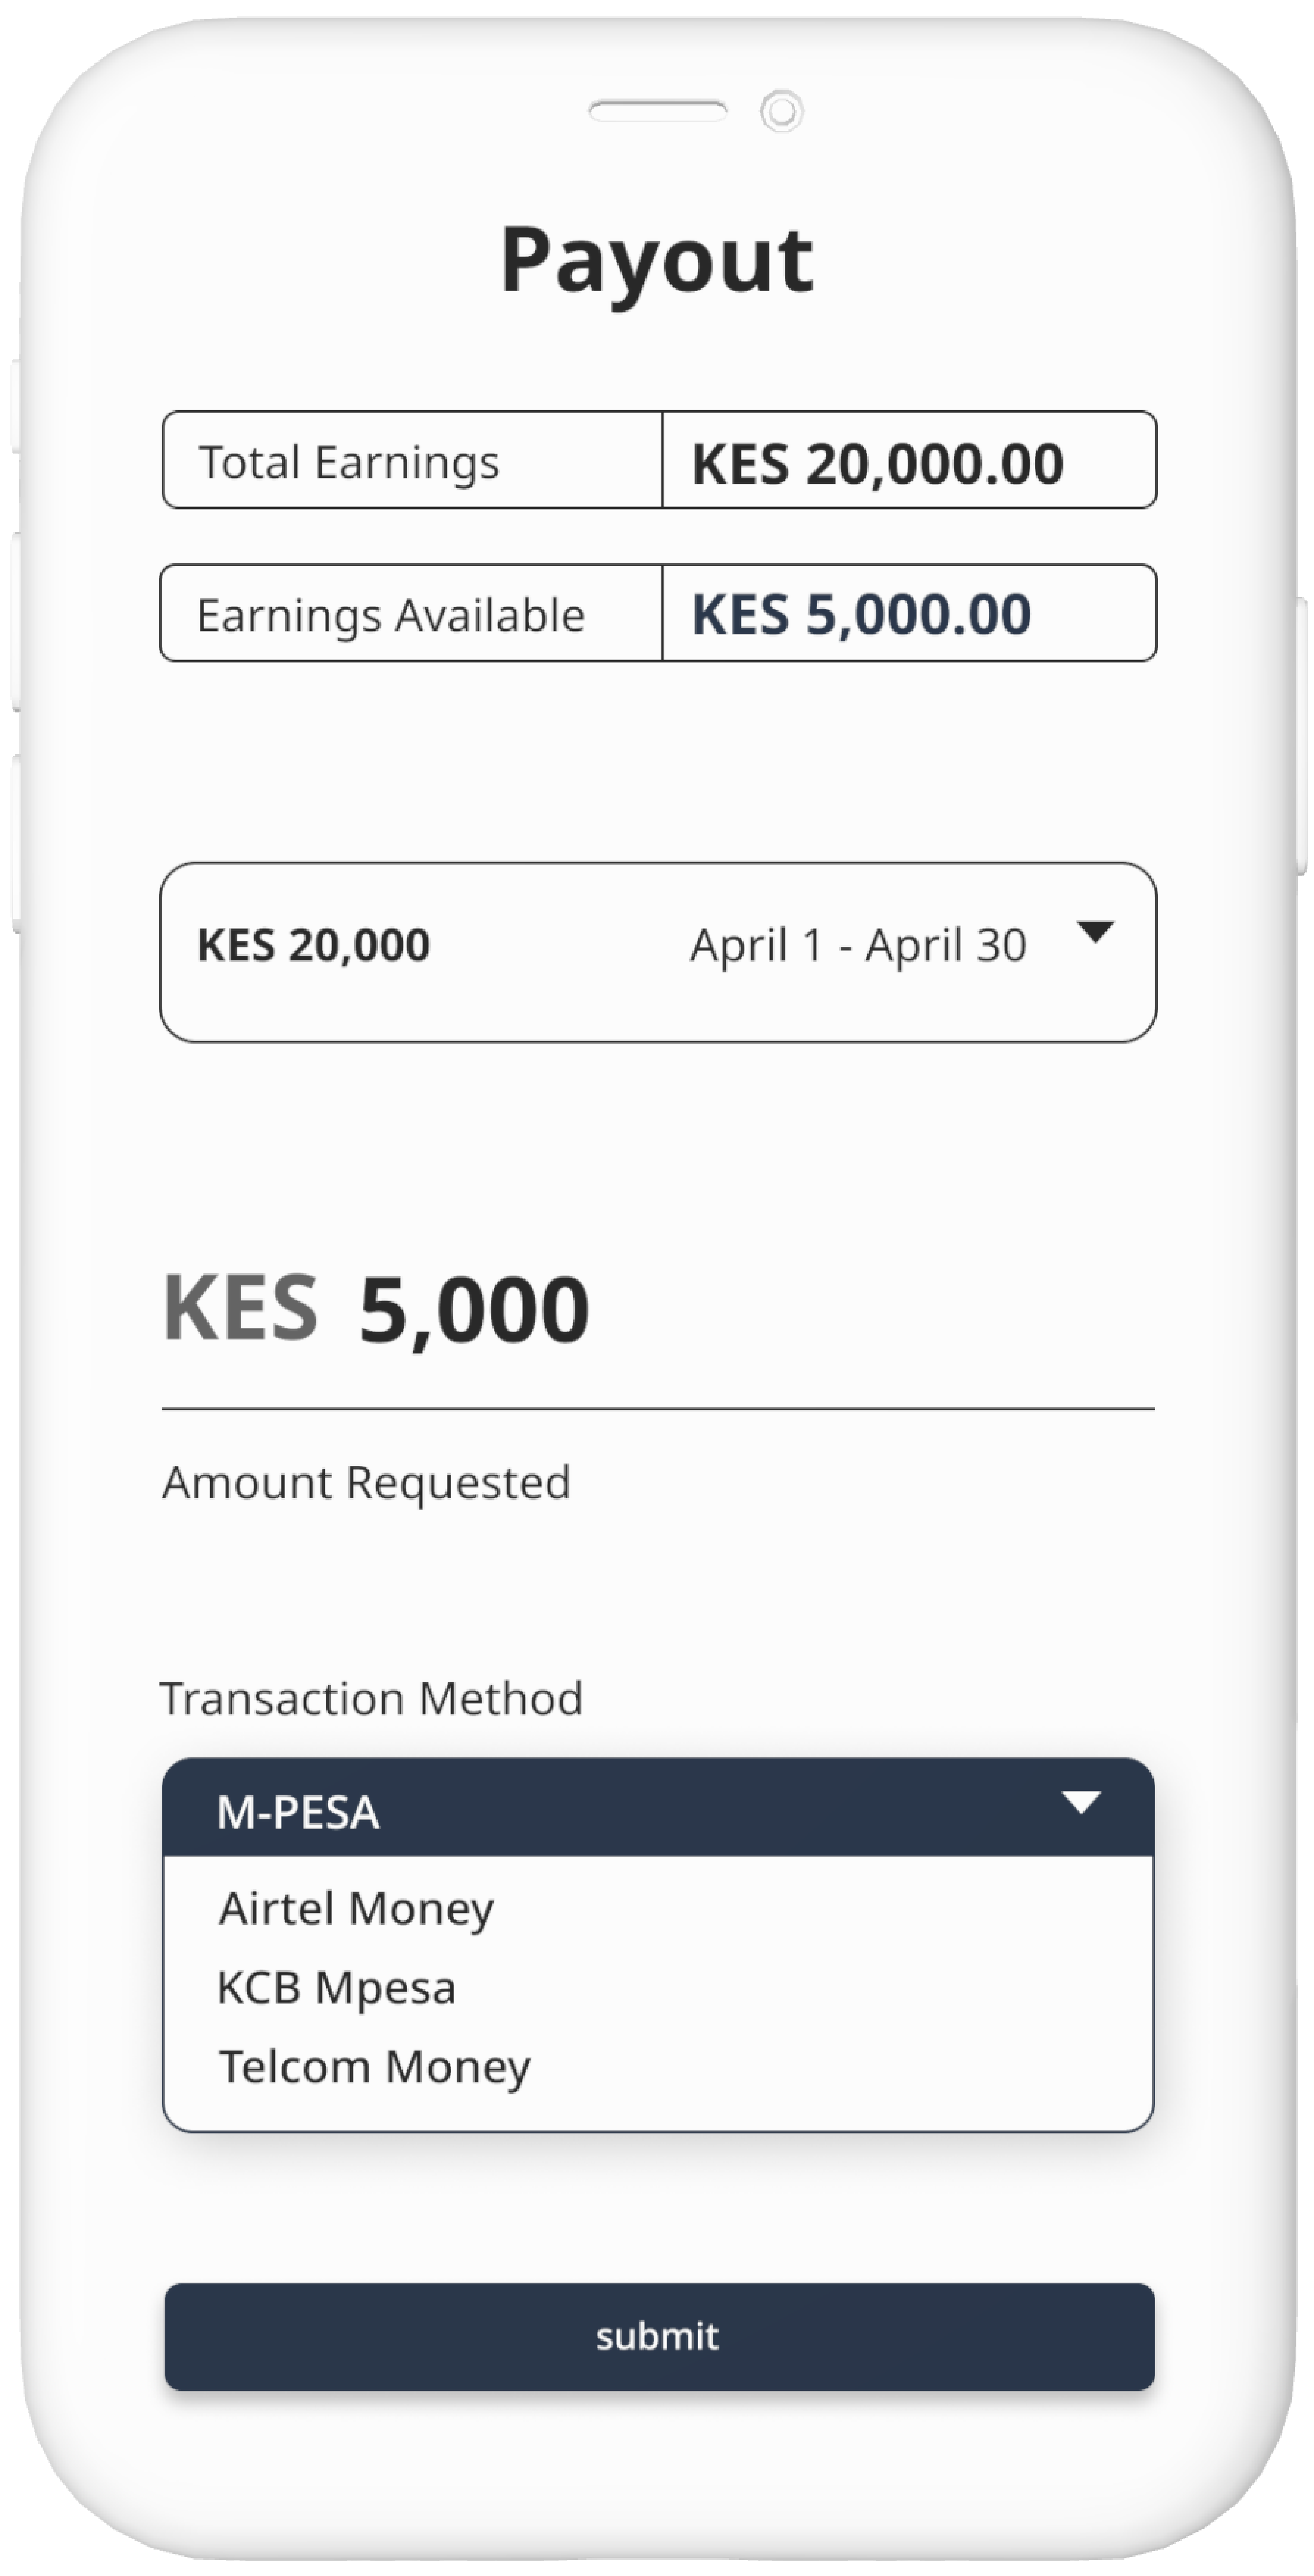 Payout
Total Earnings KES 20,000.00
Earnings Available KES 5,000.00
KES 20,000 April 1 - April 30
KES 5,000
Amount Requested
Transaction Method
M-PESA
Airtel Money
KCB Mpesa
Telcom Money
submit